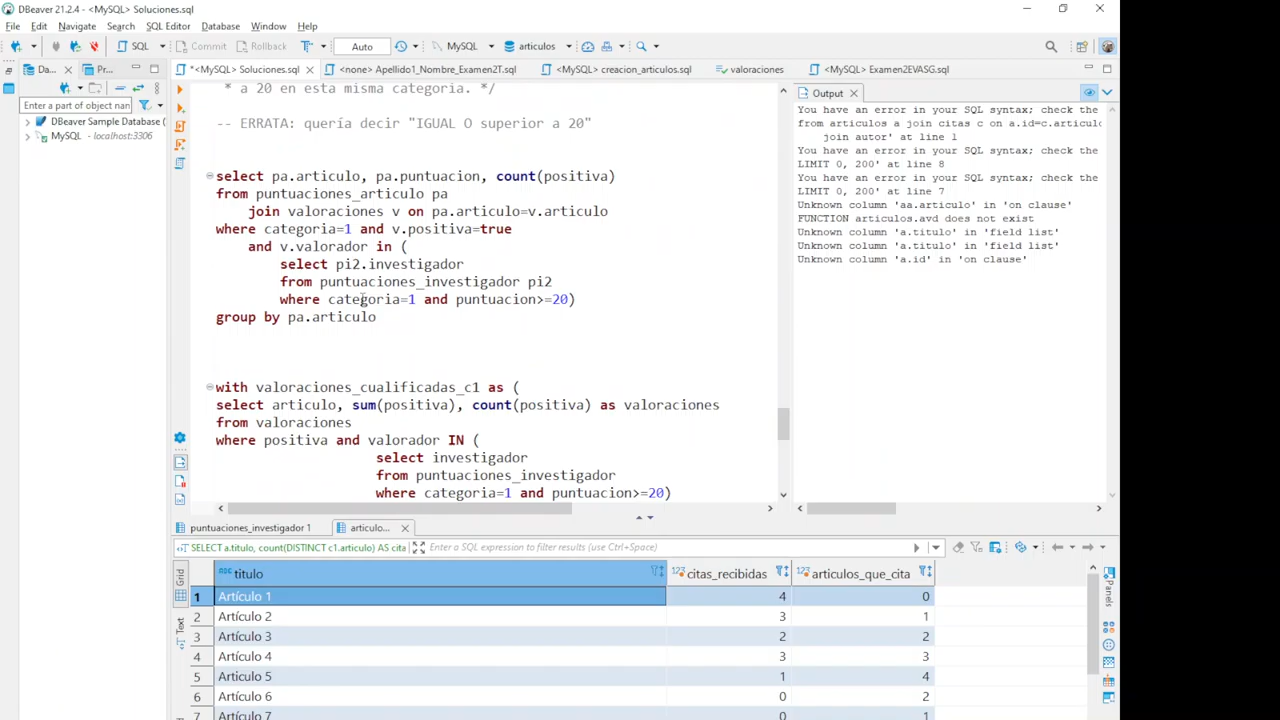 DBeaver 21.2.4 - <MySQL> Soluciones.sql
File Edit Navigate Search SQL Editor Database Window Help
SQL Commit Rollback Auto MySQL articulos
Da... Pr... *<MySQL> Soluciones.sql <none> Apellido1_Nombre_Examen2T.sql <MySQL> creacion_articulos.sql valoraciones <MySQL> Examen2EVASG.sql
Enter a part of object nan
DBeaver Sample Database (
MySQL - localhost:3306
* a 20 en esta misma categoria. */
-- ERRATA: quería decir "IGUAL O superior a 20"
select pa.articulo, pa.puntuacion, count(positiva)
from puntuaciones_articulo pa
join valoraciones v on pa.articulo=v.articulo
where categoria=1 and v.positiva=true
and v.valorador in (
select pi2.investigador
from puntuaciones_investigador pi2
where categoria=1 and puntuacion>=20)
group by pa.articulo
with valoraciones_cualificadas_c1 as (
select articulo, sum(positiva), count(positiva) as valoraciones
from valoraciones
where positiva and valorador IN (
select investigador
from puntuaciones_investigador
where categoria=1 and puntuacion>=20)
Output
You have an error in your SQL syntax; check the
from articulos a join citas c on a.id=c.articulo
join autor' at line 1
You have an error in your SQL syntax; check the
LIMIT 0, 200' at line 8
You have an error in your SQL syntax; check the
LIMIT 0, 200' at line 7
Unknown column 'aa.articulo' in 'on clause'
FUNCTION articulos.avd does not exist
Unknown column 'a.titulo' in 'field list'
Unknown column 'a.titulo' in 'field list'
Unknown column 'a.id' in 'on clause'
puntuaciones_investigador 1 articulo...
SELECT a.titulo, count(DISTINCT c1.articulo) AS cita Enter a SQL expression to filter results (use Ctrl+Space)
Grid
Text
Panels
ABC titulo 123 citas_recibidas 123 articulos_que_cita
1 Artículo 1 4 0
2 Artículo 2 3 1
3 Artículo 3 2 2
4 Artículo 4 3 3
5 Artículo 5 1 4
6 Artículo 6 0 2
7 Artículo 7 0 1